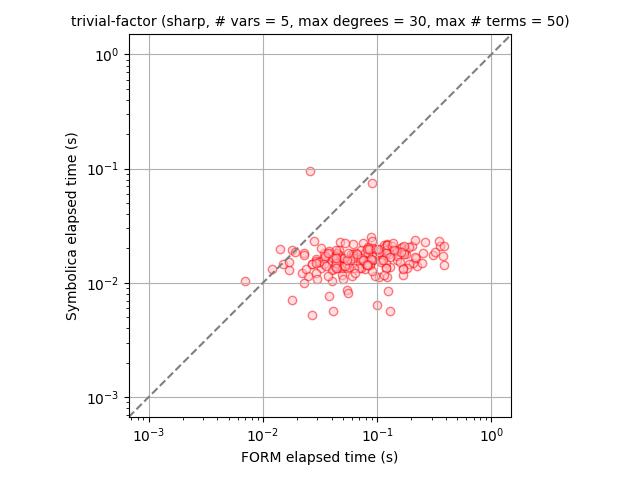 trivial-factor (sharp, # vars = 5, max degrees = 30, max # terms = 50)
Symbolica elapsed time (s)
10⁰
10⁻¹
10⁻²
10⁻³
10⁻³ 10⁻² 10⁻¹ 10⁰
FORM elapsed time (s)